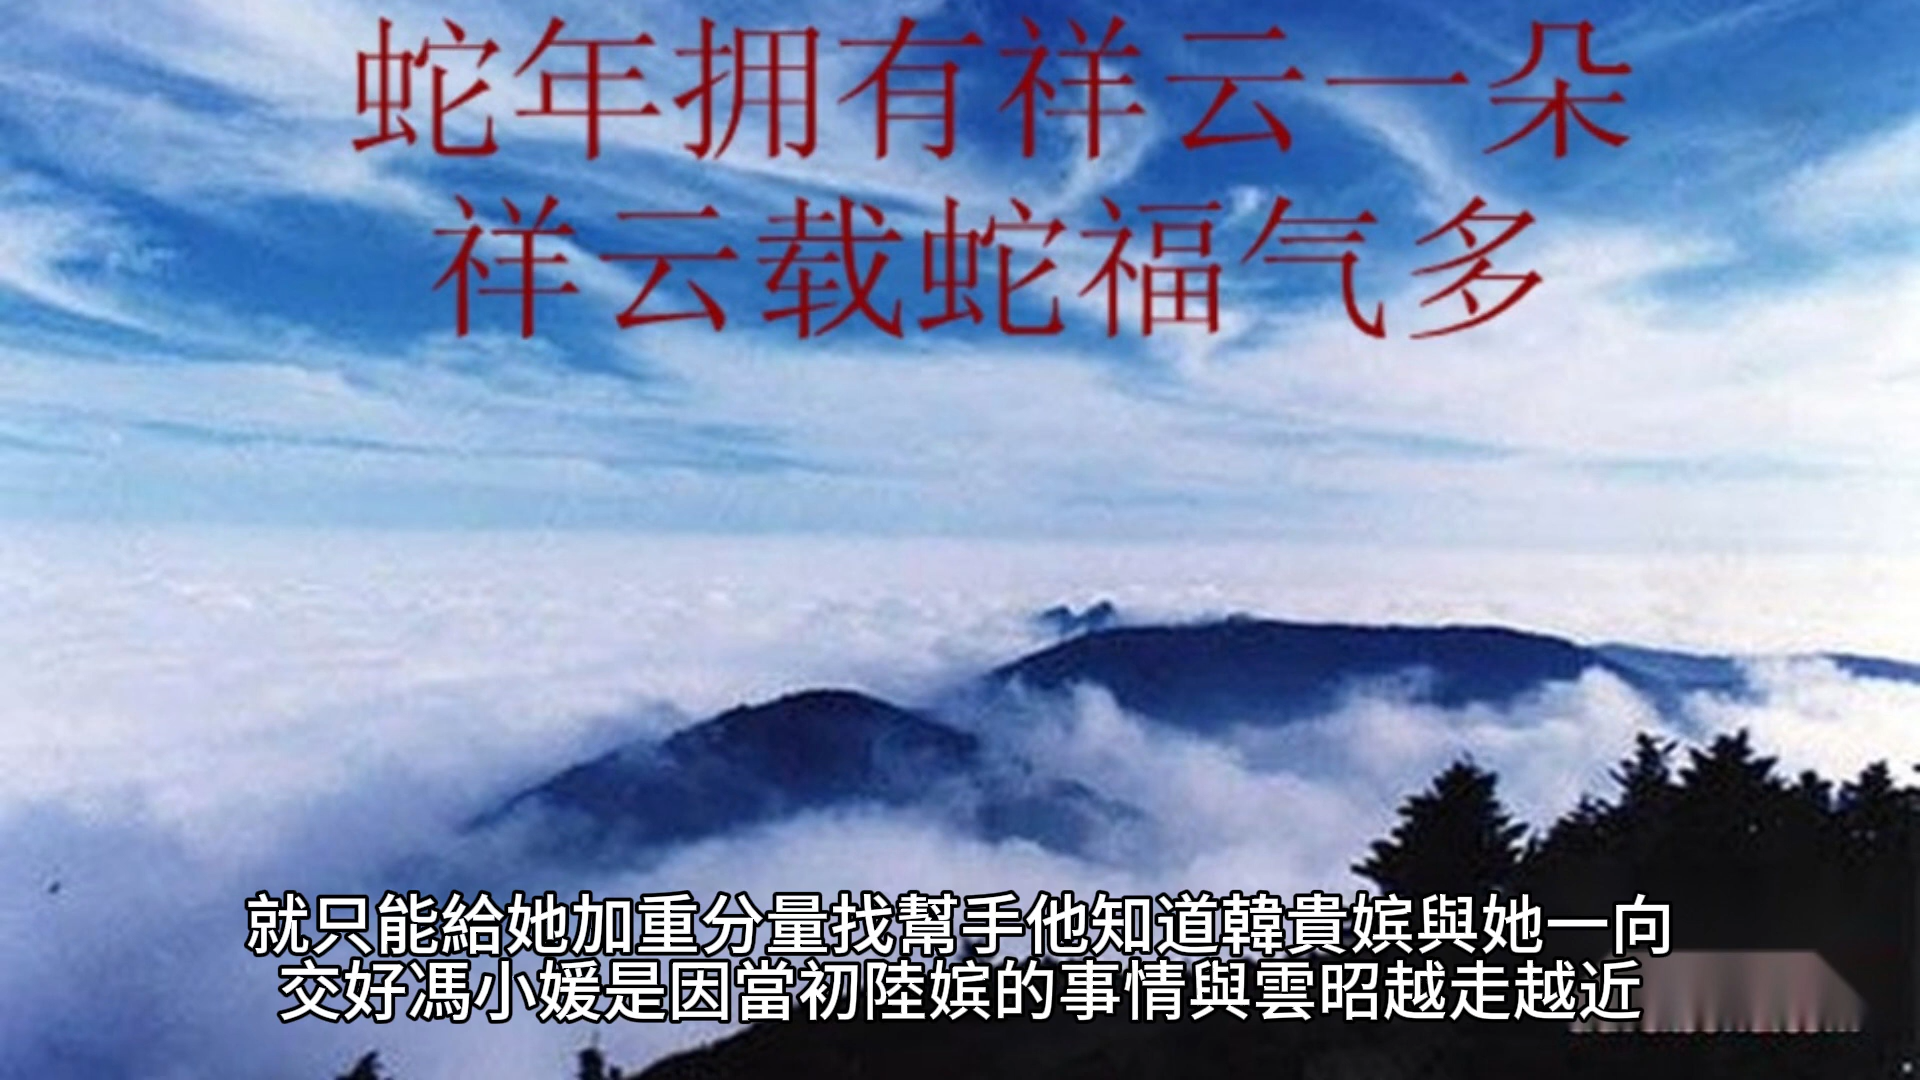 蛇年拥有祥云一朵
祥云载蛇福气多
就只能給她加重分量找幫手他知道韓貴嬪與她一向
交好馮小媛是因當初陸嬪的事情與雲昭越走越近